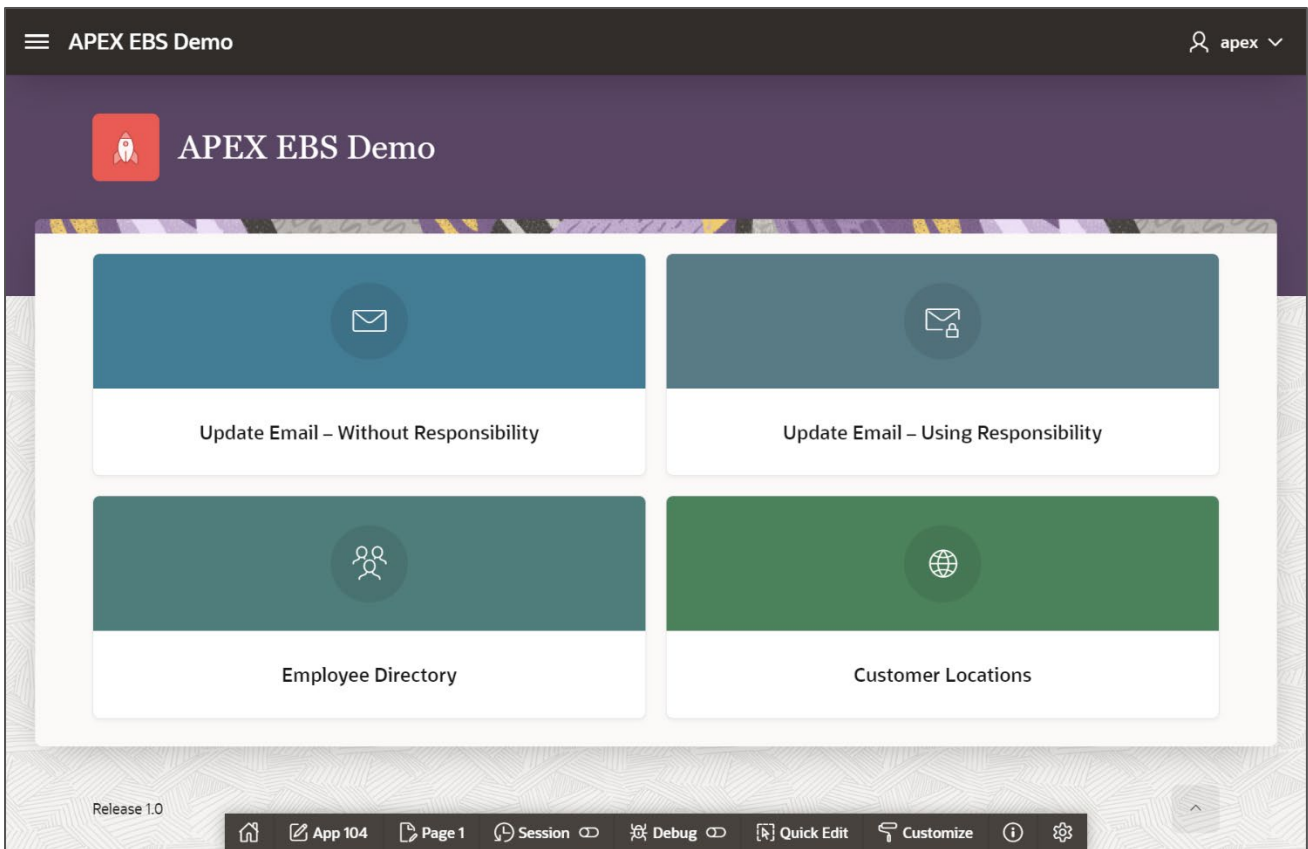 APEX EBS Demo
apex
APEX EBS Demo
Update Email – Without Responsibility
Update Email – Using Responsibility
Employee Directory
Customer Locations
Release 1.0
App 104 Page 1 Session Debug Quick Edit Customize